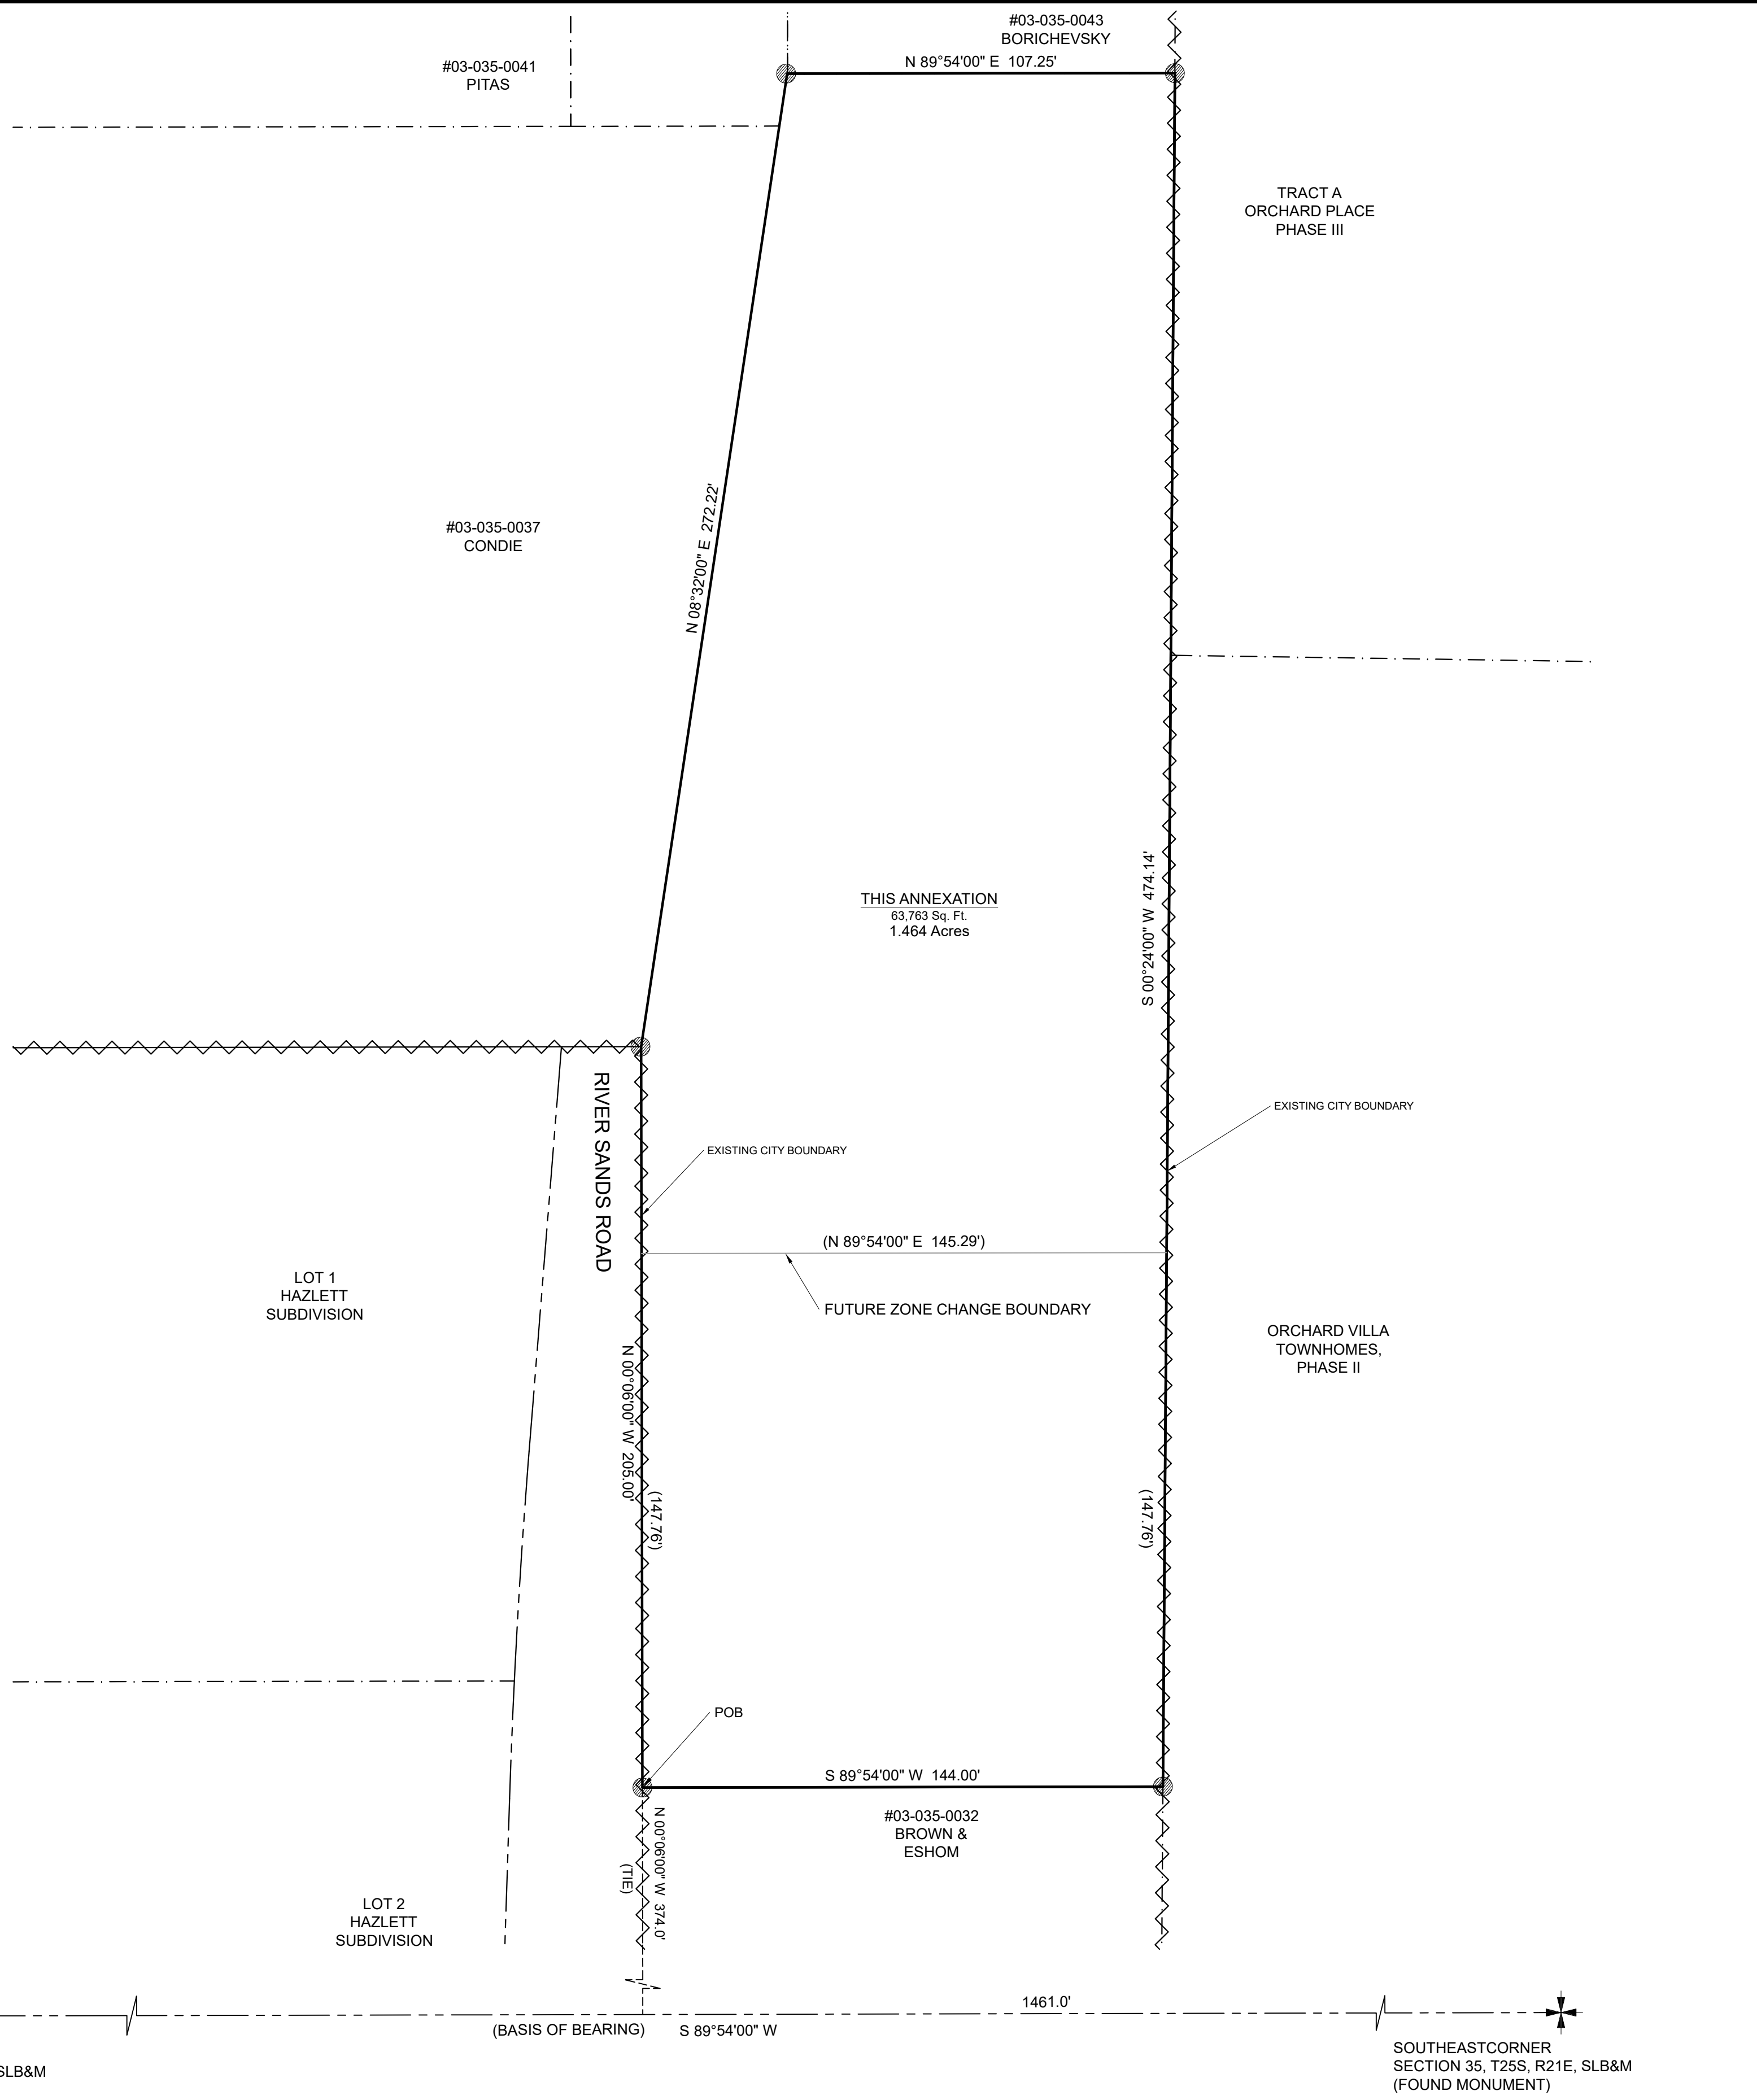 #03-035-0043
BORICHEVSKY
N 89°54'00" E 107.25'
#03-035-0041
PITAS
TRACT A
ORCHARD PLACE
PHASE III
#03-035-0037
CONDIE
N 08°32'00" E 272.22'
THIS ANNEXATION
63,763 Sq. Ft.
1.464 Acres
S 00°24'00" W 474.14'
RIVER SANDS ROAD
EXISTING CITY BOUNDARY
EXISTING CITY BOUNDARY
(N 89°54'00" E 145.29')
FUTURE ZONE CHANGE BOUNDARY
LOT 1
HAZLETT
SUBDIVISION
ORCHARD VILLA
TOWNHOMES,
PHASE II
N 00°06'00" W 205.00'
(147.76')
(147.76')
POB
S 89°54'00" W 144.00'
#03-035-0032
BROWN &
ESHOM
N 00°06'00" W 374.0'
(TIE)
LOT 2
HAZLETT
SUBDIVISION
1461.0'
(BASIS OF BEARING) S 89°54'00" W
SLB&M
SOUTHEASTCORNER
SECTION 35, T25S, R21E, SLB&M
(FOUND MONUMENT)